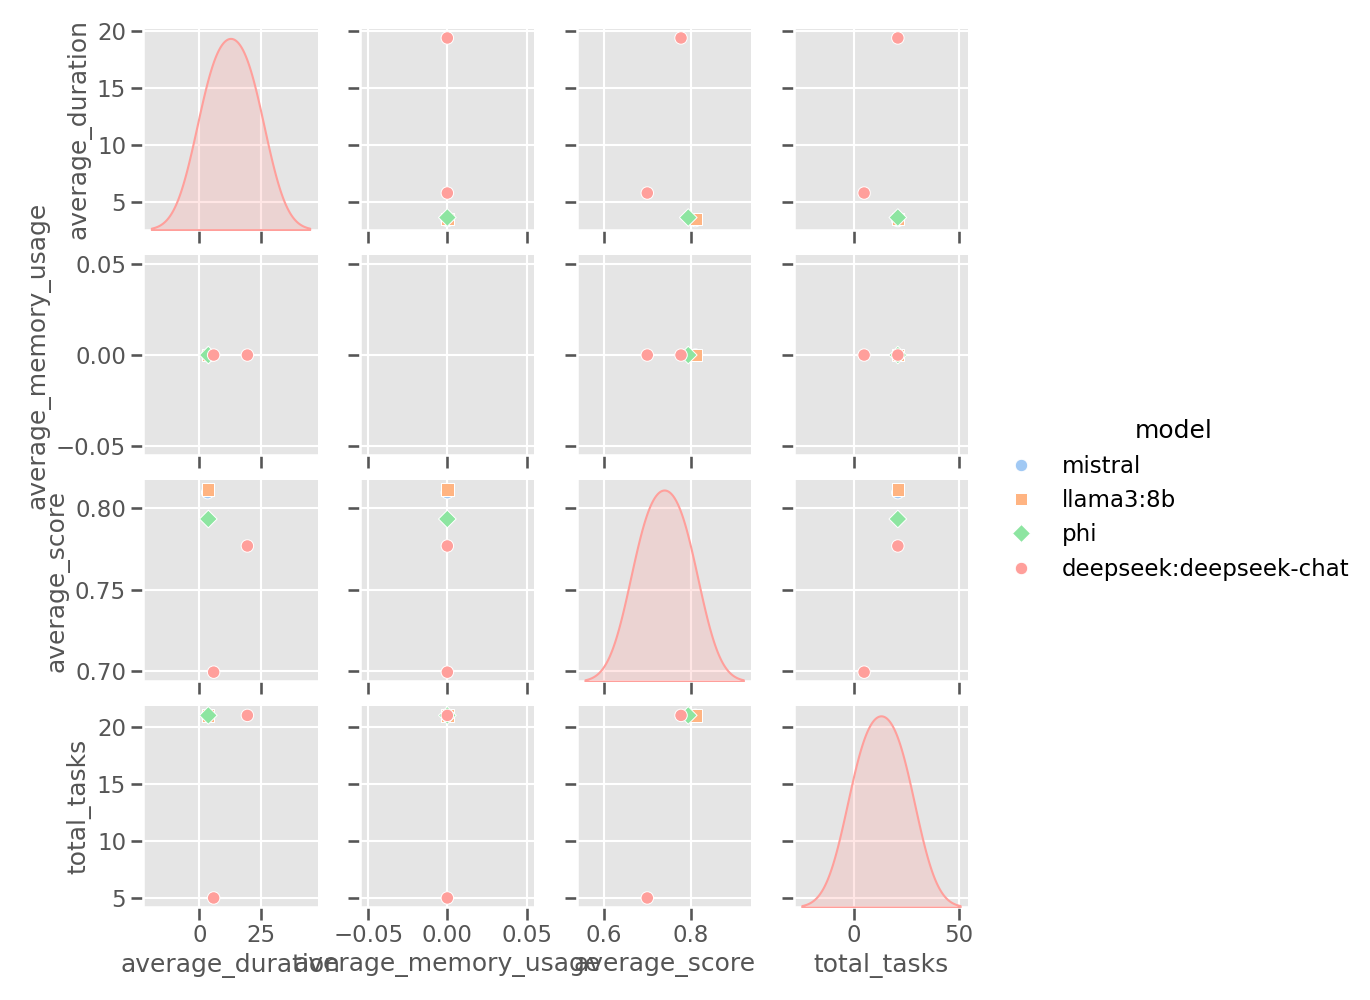 average_duration
20
15
10
5
0
25
average_memory_usage
0.05
0.00
−0.05
average_score
0.80
0.75
0.70
total_tasks
20
15
10
5
0
25
−0.05
0.00
0.05
0.6
0.8
0
50
average_duration
average_memory_usage
average_score
total_tasks
model
mistral
llama3:8b
phi
deepseek:deepseek-chat